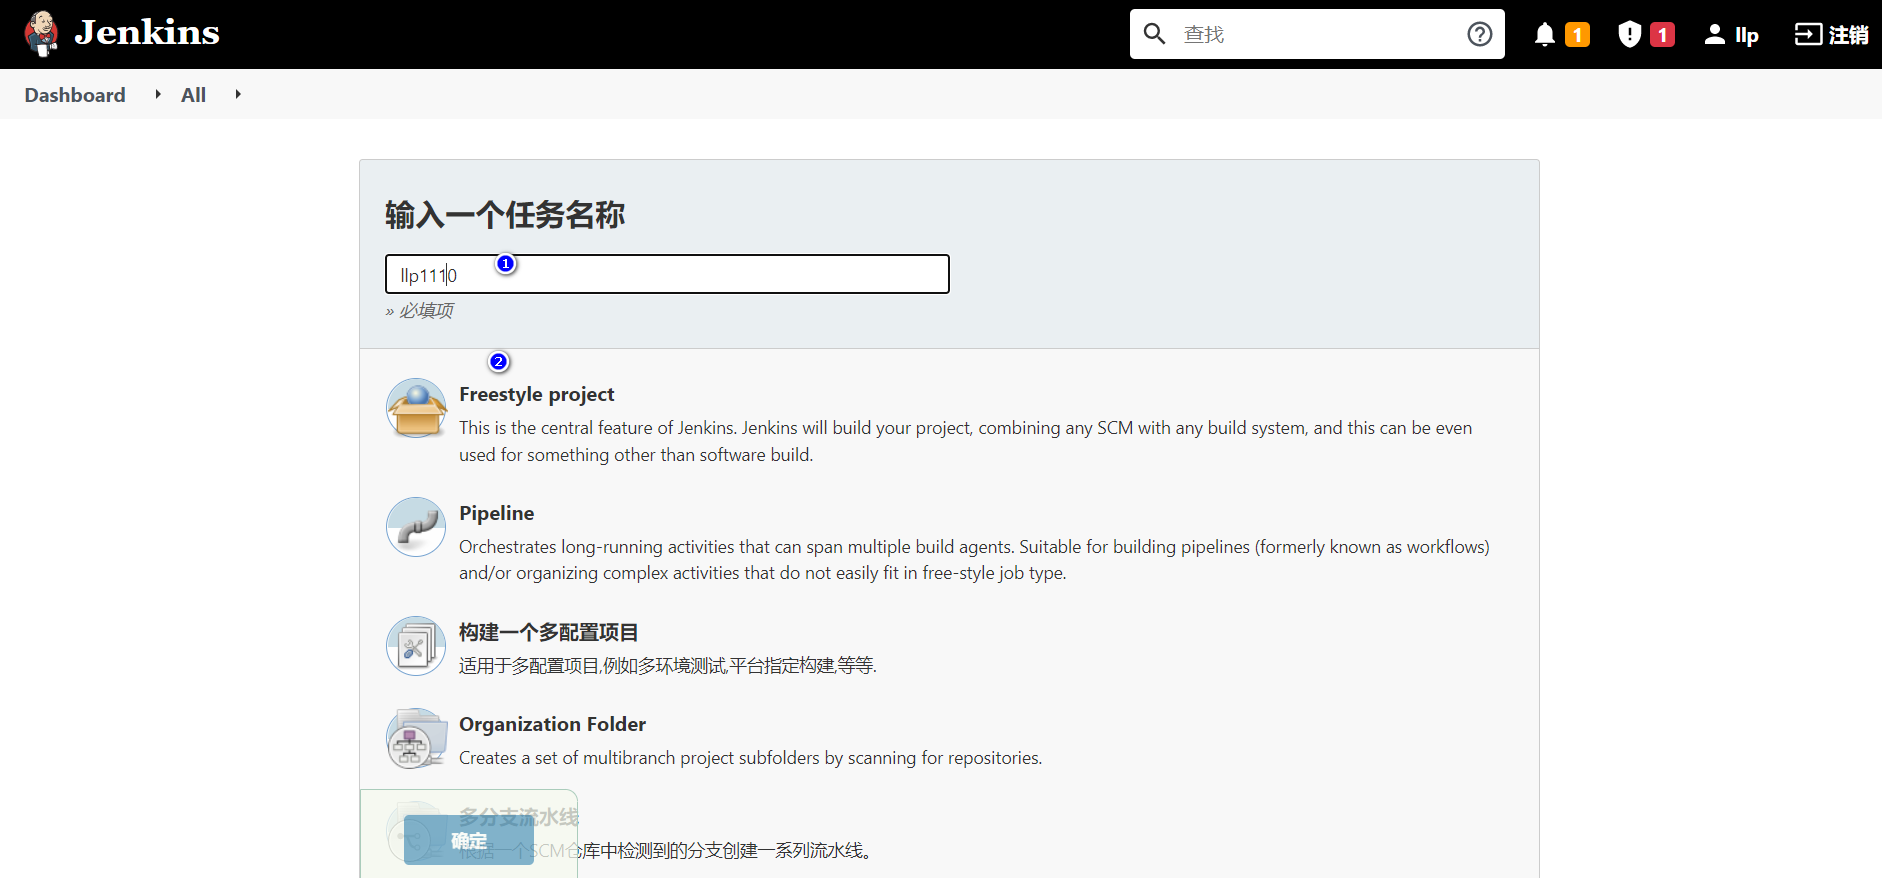 Jenkins
查找
1
1
llp
注销
Dashboard
All
输入一个任务名称
llp1110
1
» 必填项
2
Freestyle project
This is the central feature of Jenkins. Jenkins will build your project, combining any SCM with any build system, and this can be even
used for something other than software build.
Pipeline
Orchestrates long-running activities that can span multiple build agents. Suitable for building pipelines (formerly known as workflows)
and/or organizing complex activities that do not easily fit in free-style job type.
构建一个多配置项目
适用于多配置项目,例如多环境测试,平台指定构建,等等.
Organization Folder
Creates a set of multibranch project subfolders by scanning for repositories.
多分支流水线
确定
根据一个SCM仓库中检测到的分支创建一系列流水线。